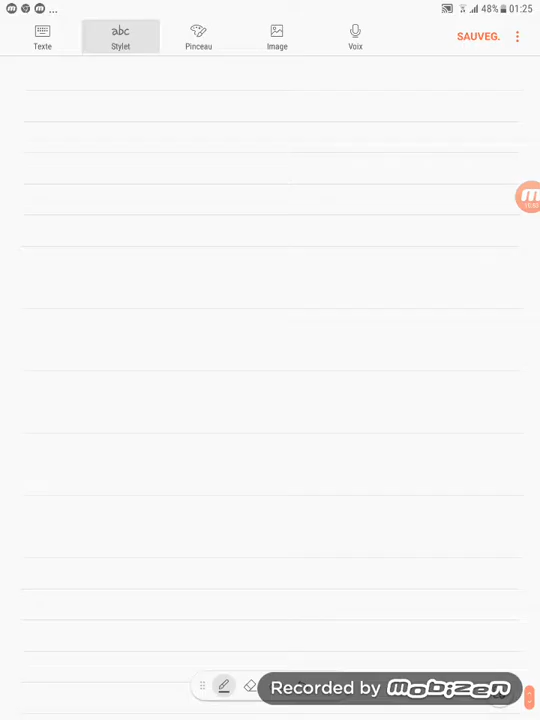 ... 48% 01:25
Texte
abc
Stylet
Pinceau
Image
Voix
SAUVEG.
Recorded by mobizen